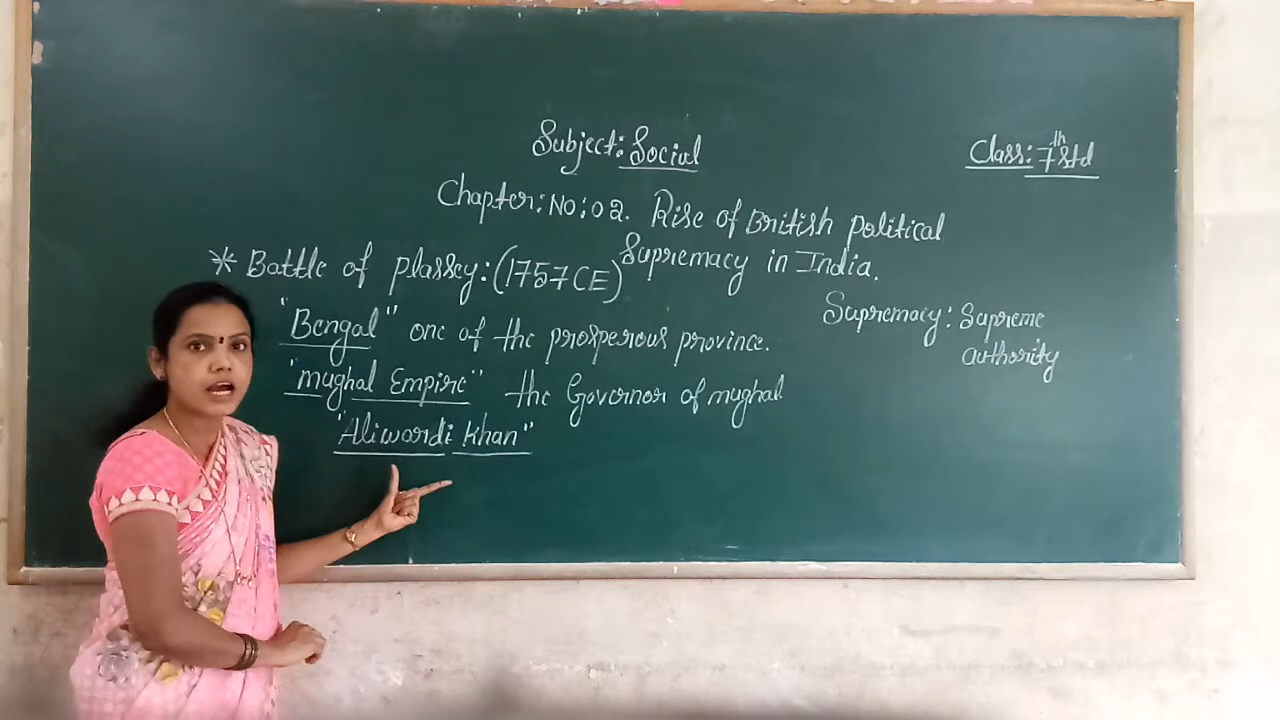 Subject: Social
Class: 7th Std
Chapter: No: 02. Rise of British political
Supremacy in India.
* Battle of plassey: (1757 CE)
Supremacy: Supreme
authority
"Bengal" one of the prosperous province.
"mughal Empire" the Governor of mughal
"Aliwardi khan"